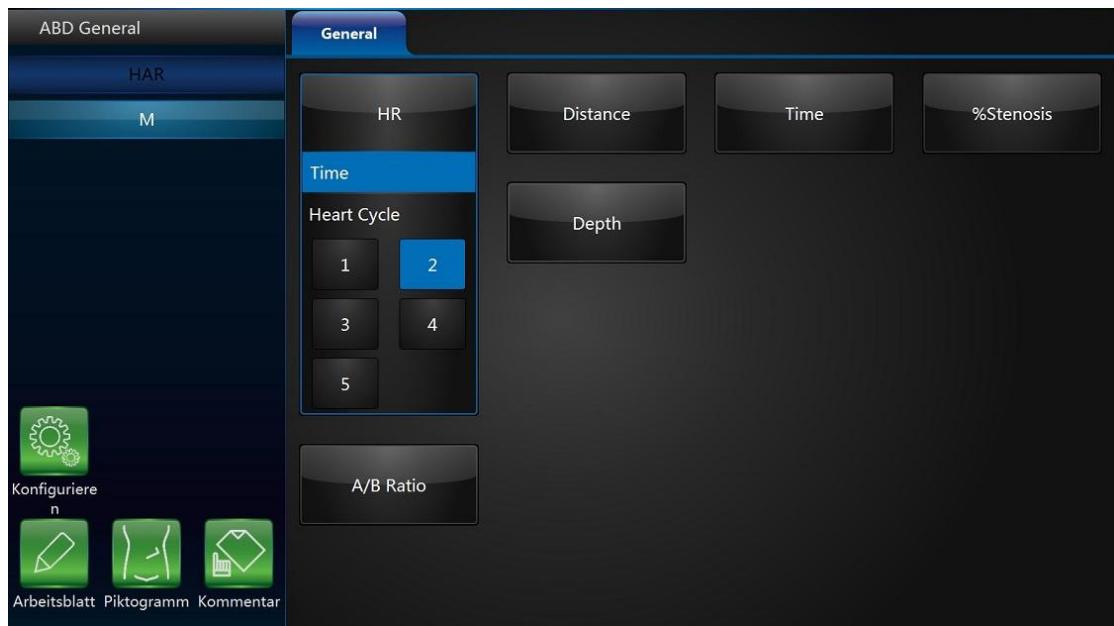 ABD General
HAR
M
Konfiguriere
n
Arbeitsblatt Piktogramm Kommentar
General
HR Distance Time %Stenosis
Time
Heart Cycle
Depth
1 2
3 4
5
A/B Ratio